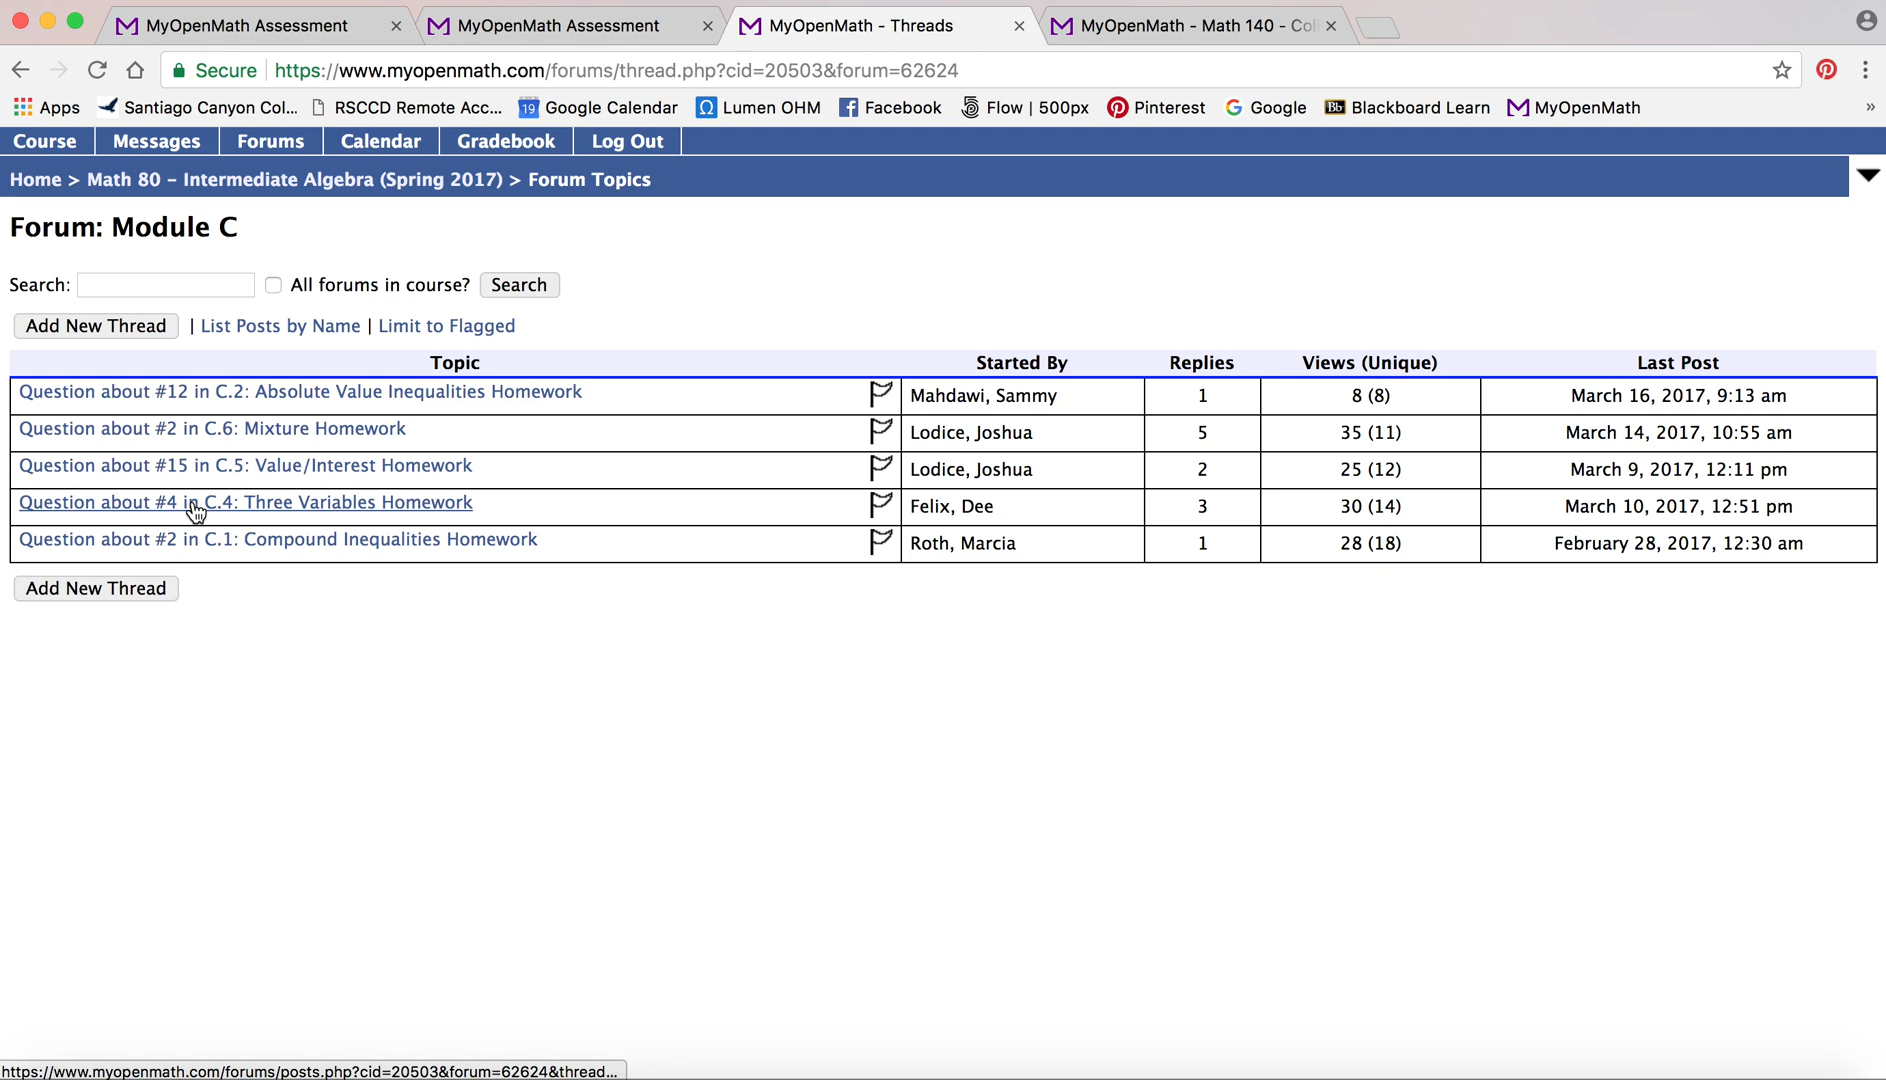 MyOpenMath Assessment
MyOpenMath Assessment
MyOpenMath - Threads
MyOpenMath - Math 140 - Col
Secure
https://www.myopenmath.com/forums/thread.php?cid=20503&forum=62624
Apps
Santiago Canyon Col...
RSCCD Remote Acc...
19
Google Calendar
Lumen OHM
Facebook
Flow | 500px
Pinterest
Google
Bb
Blackboard Learn
MyOpenMath
»
Course
Messages
Forums
Calendar
Gradebook
Log Out
Home > Math 80 – Intermediate Algebra (Spring 2017) > Forum Topics
Forum: Module C
Search:
All forums in course?
Search
Add New Thread | List Posts by Name | Limit to Flagged
Topic Started By Replies Views (Unique) Last Post
Question about #12 in C.2: Absolute Value Inequalities Homework Mahdawi, Sammy 1 8 (8) March 16, 2017, 9:13 am
Question about #2 in C.6: Mixture Homework Lodice, Joshua 5 35 (11) March 14, 2017, 10:55 am
Question about #15 in C.5: Value/Interest Homework Lodice, Joshua 2 25 (12) March 9, 2017, 12:11 pm
Question about #4 in C.4: Three Variables Homework Felix, Dee 3 30 (14) March 10, 2017, 12:51 pm
Question about #2 in C.1: Compound Inequalities Homework Roth, Marcia 1 28 (18) February 28, 2017, 12:30 am
Add New Thread
https://www.myopenmath.com/forums/posts.php?cid=20503&forum=62624&thread...